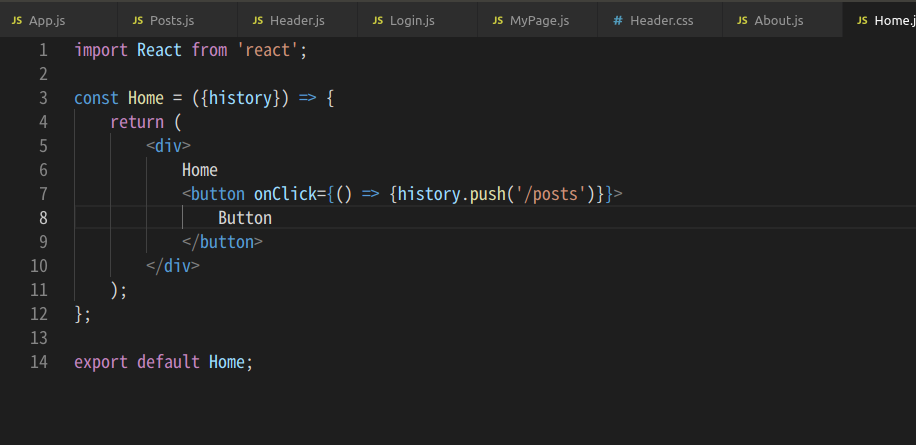 JS App.js JS Posts.js JS Header.js JS Login.js JS MyPage.js # Header.css JS About.js JS Home.j
1 import React from 'react';
2
3 const Home = ({history}) => {
4 return (
5 <div>
6 Home
7 <button onClick={() => {history.push('/posts')}}>
8 Button
9 </button>
10 </div>
11 );
12 };
13
14 export default Home;